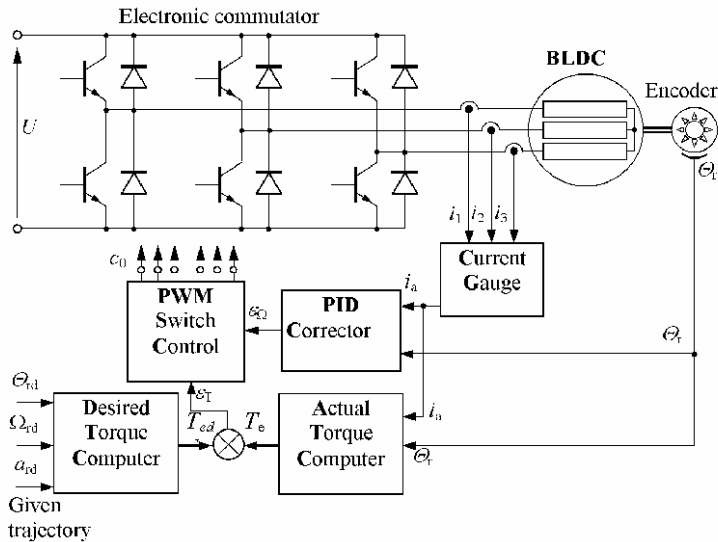 Electronic commutator
BLDC
Encoder
U
Θr
i1 i2 i3
c0
Current
Gauge
ia
PWM
Switch
Control
εΩ
PID
Corrector
Θr
Θrd
εT
Desired
Torque
Computer
Ted
Te
Actual
Torque
Computer
ia
Ωrd
Θr
ard
Given
trajectory